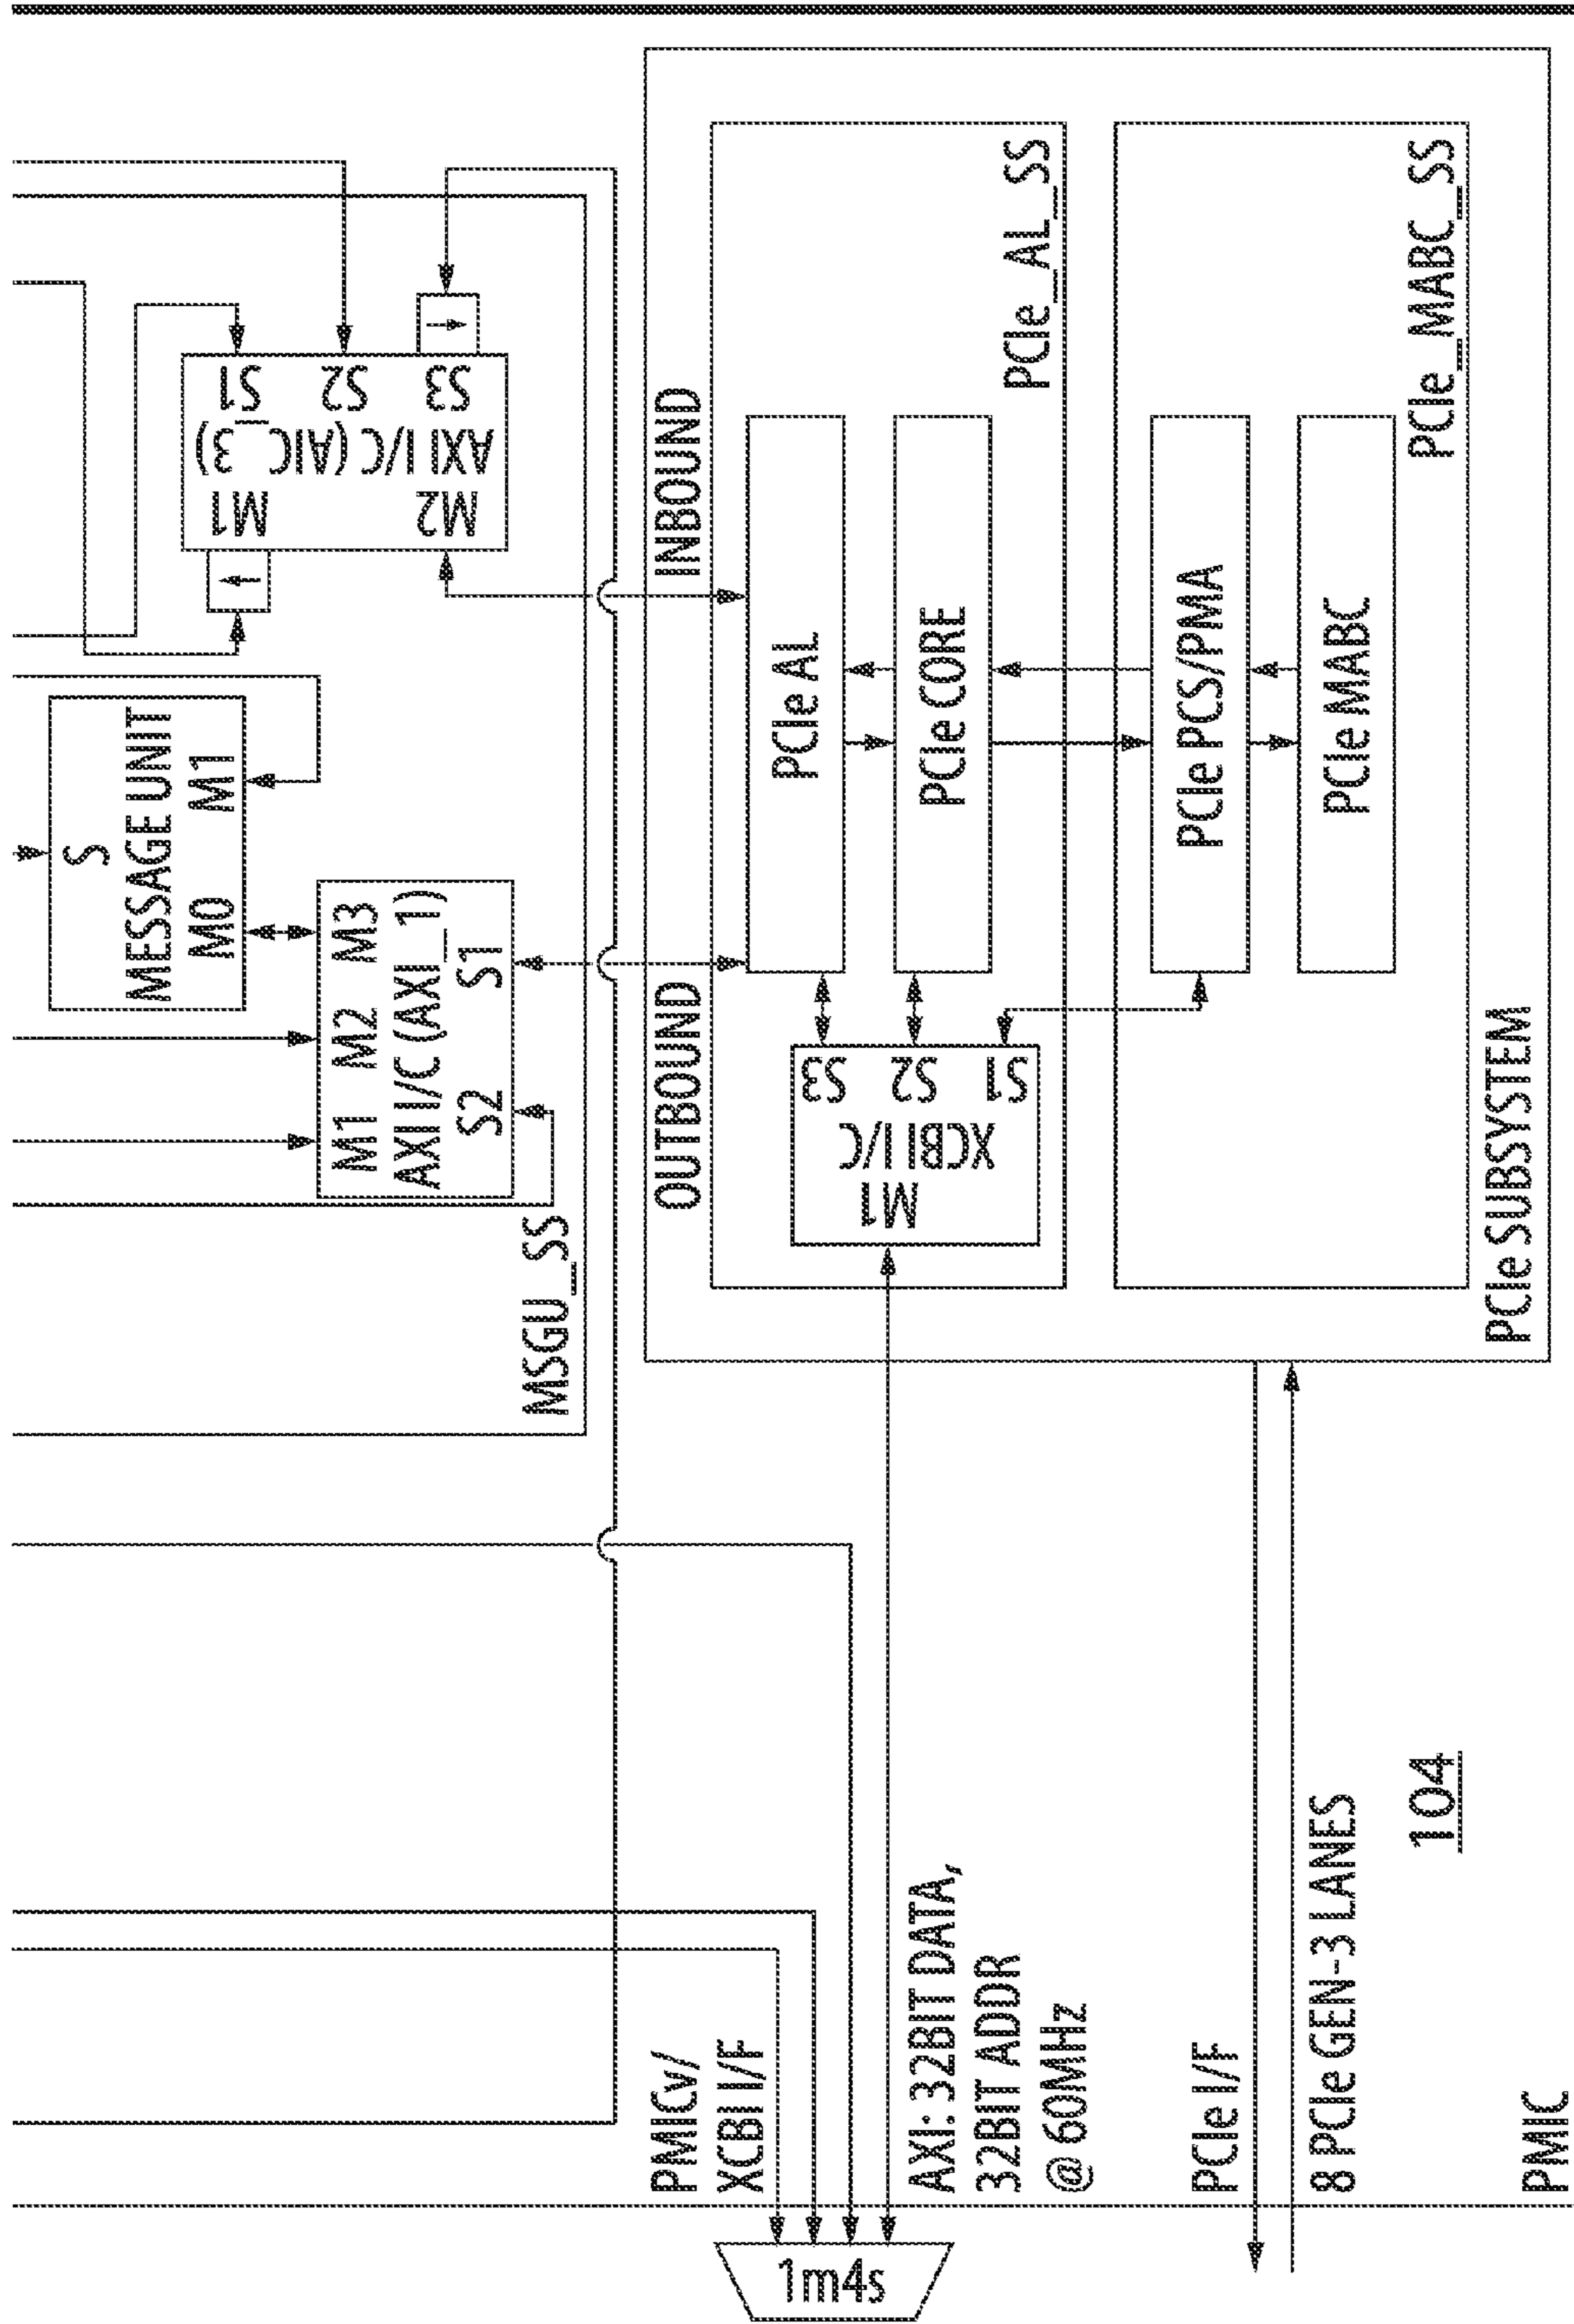 S
MESSAGE UNIT
M0 M1
M1 M2 M3
AXI I/C (AXI_1)
S2 S1
MSGU_SS
S1 S2 S3
AXI I/C (AIC_3)
M1 M2
OUTBOUND
INBOUND
PCIe AL
PCIe CORE
S3 S2 S1
XCBI I/C
M1
PCIe_AL_SS
PCIe PCS/PMA
PCIe MABC
PCIe_MABC_SS
PCIe SUBSYSTEM
PMICv/
XCBI I/F
AXI: 32BIT DATA,
32BIT ADDR
@ 60MHz
PCIe I/F
8 PCIe GEN-3 LANES
104
PMIC
1m4s